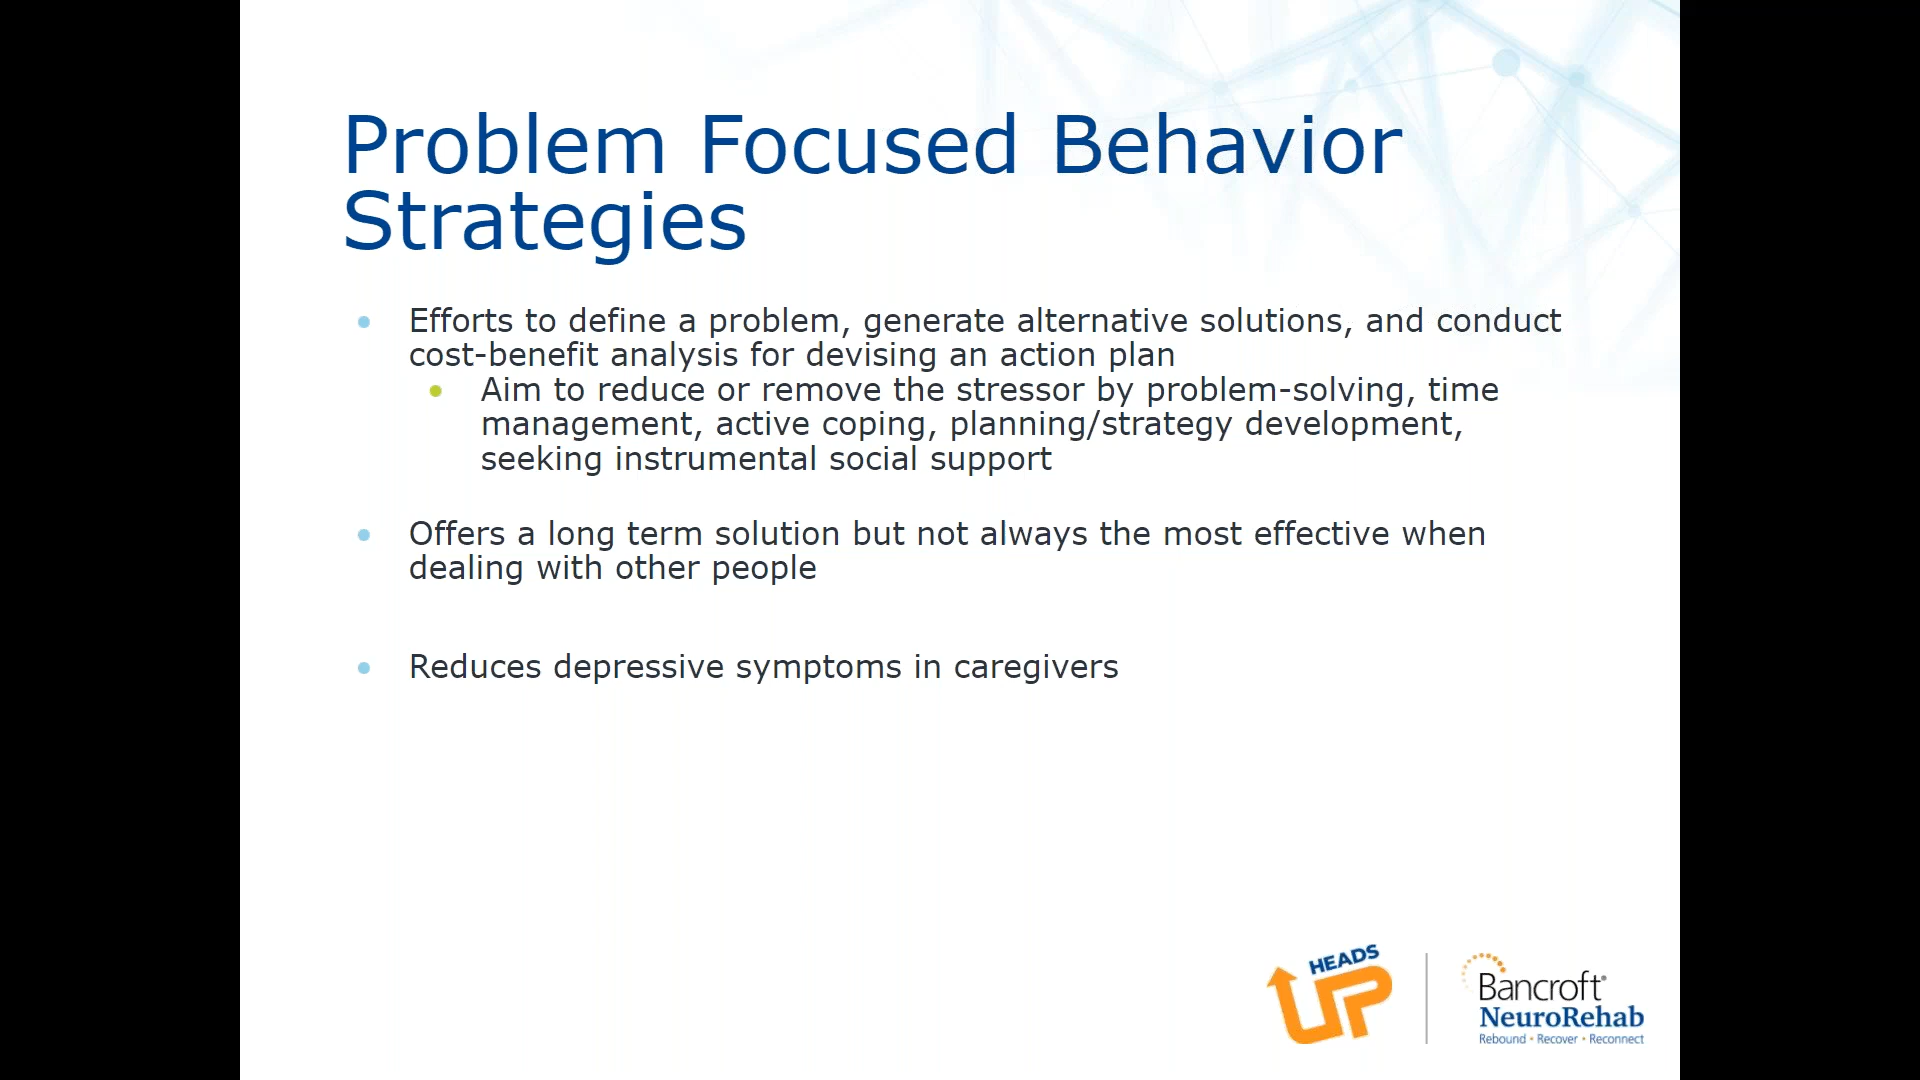 Problem Focused Behavior
Strategies
Efforts to define a problem, generate alternative solutions, and conduct
cost-benefit analysis for devising an action plan
Aim to reduce or remove the stressor by problem-solving, time
management, active coping, planning/strategy development,
seeking instrumental social support
Offers a long term solution but not always the most effective when
dealing with other people
Reduces depressive symptoms in caregivers
HEADS
UP
Bancroft®
NeuroRehab
Rebound • Recover • Reconnect